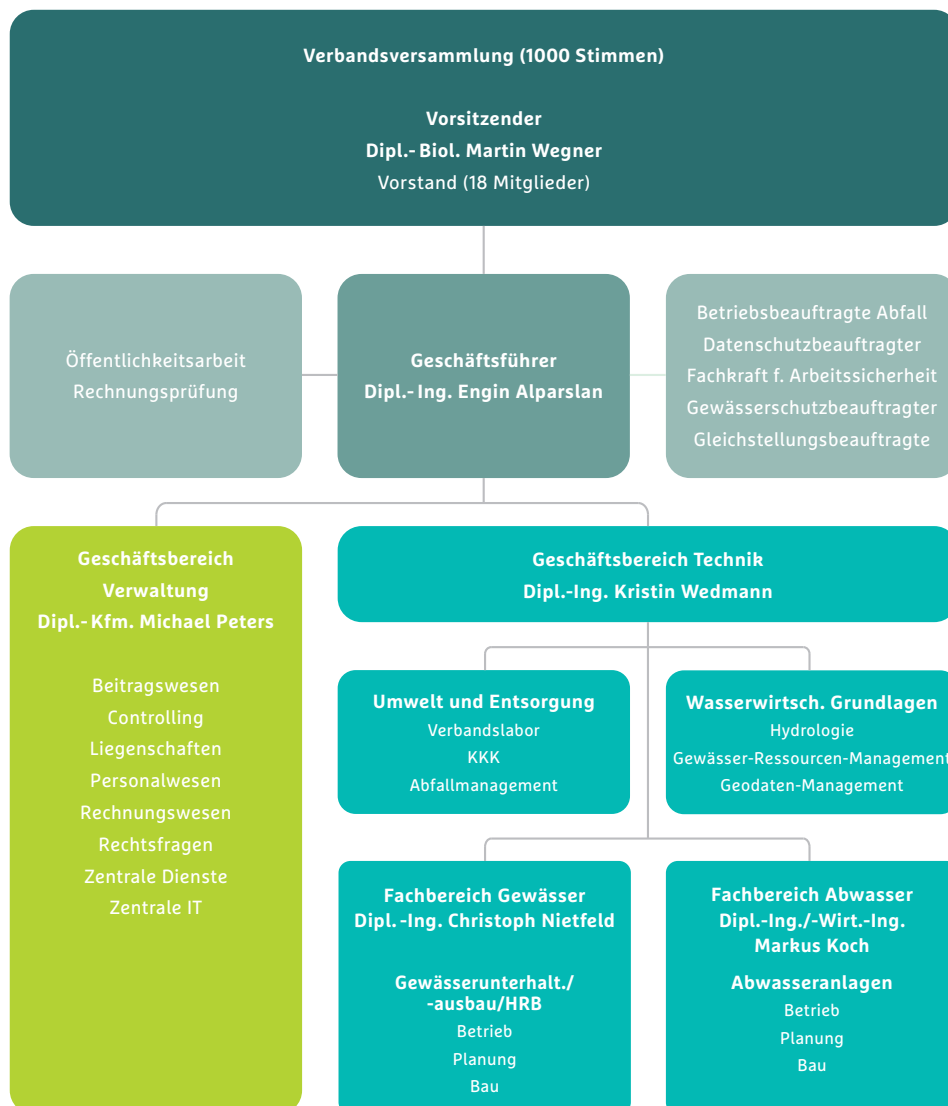 Verbandsversammlung (1000 Stimmen)
Vorsitzender
Dipl.-Biol. Martin Wegner
Vorstand (18 Mitglieder)
Öffentlichkeitsarbeit
Rechnungsprüfung
Geschäftsführer
Dipl.-Ing. Engin Alparslan
Betriebsbeauftragte Abfall
Datenschutzbeauftragter
Fachkraft f. Arbeitssicherheit
Gewässerschutzbeauftragter
Gleichstellungsbeauftragte
Geschäftsbereich
Verwaltung
Dipl.-Kfm. Michael Peters
Beitragswesen
Controlling
Liegenschaften
Personalwesen
Rechnungswesen
Rechtsfragen
Zentrale Dienste
Zentrale IT
Geschäftsbereich Technik
Dipl.-Ing. Kristin Wedmann
Umwelt und Entsorgung
Verbandslabor
KKK
Abfallmanagement
Wasserwirtsch. Grundlagen
Hydrologie
Gewässer-Ressourcen-Management
Geodaten-Management
Fachbereich Gewässer
Dipl.-Ing. Christoph Nietfeld
Gewässerunterhalt./
-ausbau/HRB
Betrieb
Planung
Bau
Fachbereich Abwasser
Dipl.-Ing./-Wirt.-Ing.
Markus Koch
Abwasseranlagen
Betrieb
Planung
Bau